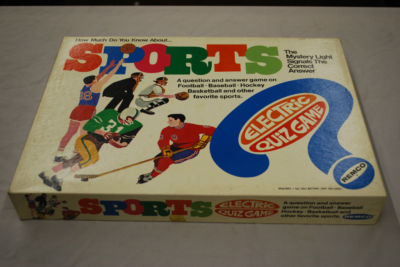 How Much Do You Know About...
SPORTS
The
Mystery Light
Signals The
Correct
Answer
A question and answer game on
Football · Baseball · Hockey
Basketball and other
favorite sports.
ELECTRIC
QUIZ GAME
REMCO
SPORTS
ELECTRIC
QUIZ GAME
A question and answer
game on Football · Baseball
Hockey · Basketball and
other favorite sports.
REMCO